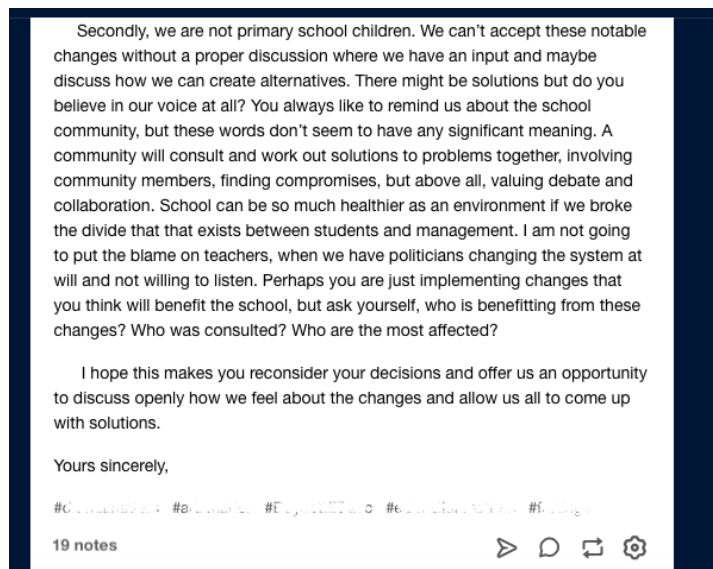 Secondly, we are not primary school children. We can’t accept these notable
changes without a proper discussion where we have an input and maybe
discuss how we can create alternatives. There might be solutions but do you
believe in our voice at all? You always like to remind us about the school
community, but these words don’t seem to have any significant meaning. A
community will consult and work out solutions to problems together, involving
community members, finding compromises, but above all, valuing debate and
collaboration. School can be so much healthier as an environment if we broke
the divide that that exists between students and management. I am not going
to put the blame on teachers, when we have politicians changing the system at
will and not willing to listen. Perhaps you are just implementing changes that
you think will benefit the school, but ask yourself, who is benefitting from these
changes? Who was consulted? Who are the most affected?
I hope this makes you reconsider your decisions and offer us an opportunity
to discuss openly how we feel about the changes and allow us all to come up
with solutions.
Yours sincerely,
19 notes